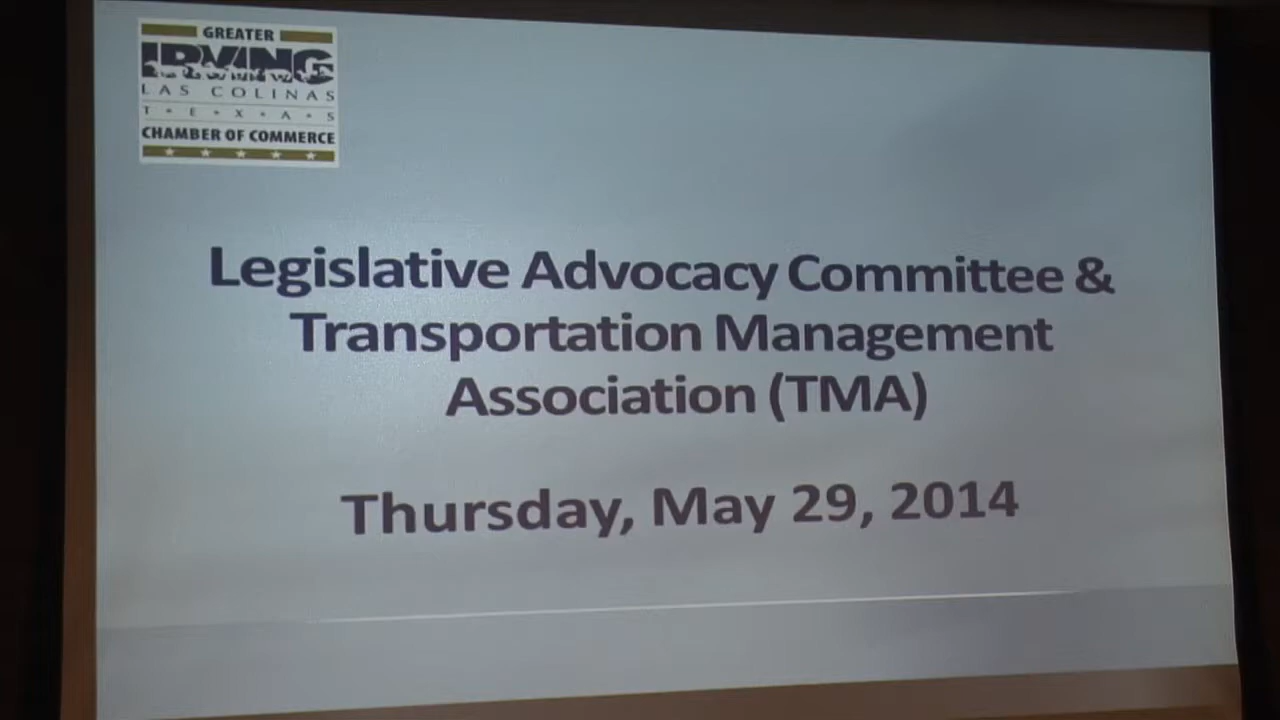 GREATER
IRVING
LAS COLINAS
T • E • X • A • S
CHAMBER OF COMMERCE
Legislative Advocacy Committee &
Transportation Management
Association (TMA)
Thursday, May 29, 2014